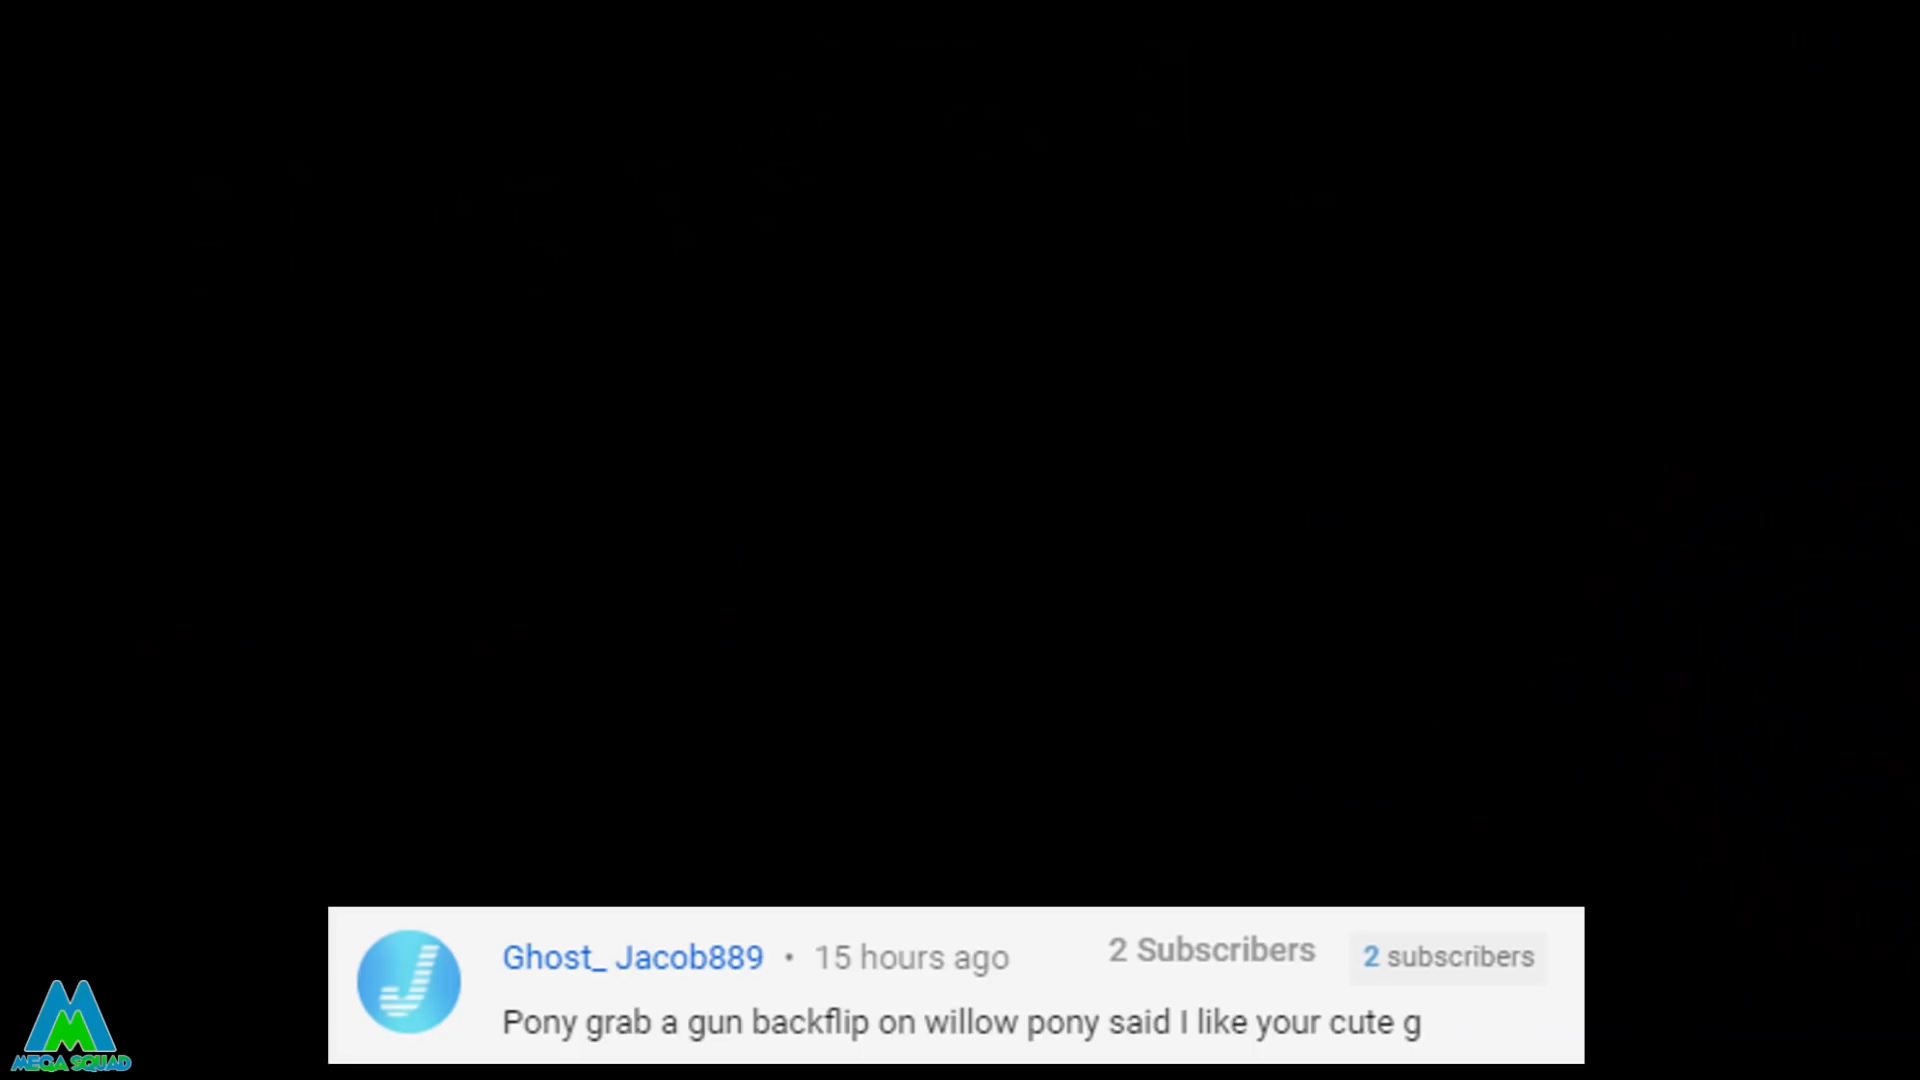 Ghost_ Jacob889 • 15 hours ago 2 Subscribers 2 subscribers
Pony grab a gun backflip on willow pony said I like your cute g
MEGA SQUAD